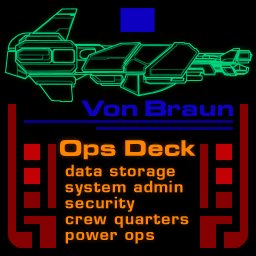 Von Braun
Ops Deck
data storage
system admin
security
crew quarters
power ops